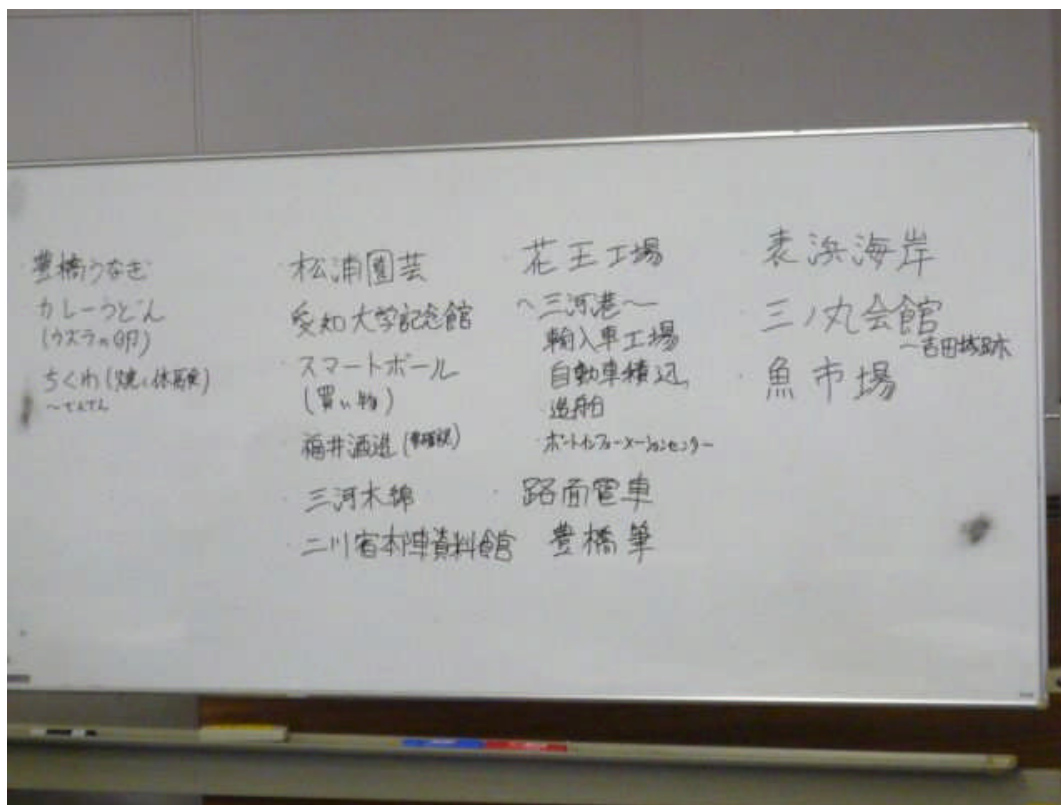 ・豊橋うなぎ
カレーうどん
(ウズラの卵)
ちくわ(焼く体験)
・松浦園芸
愛知大学記念館
・スマートボール
(買い物)
・福井酒造
・三河木綿
・二川宿本陣資料館
・花王工場
〜三河港〜
輸入車工場
自動車積込
・造船
・ポートインフォメーションセンター
・路面電車
豊橋筆
・表浜海岸
・三ノ丸会館
〜吉田城跡
・魚市場